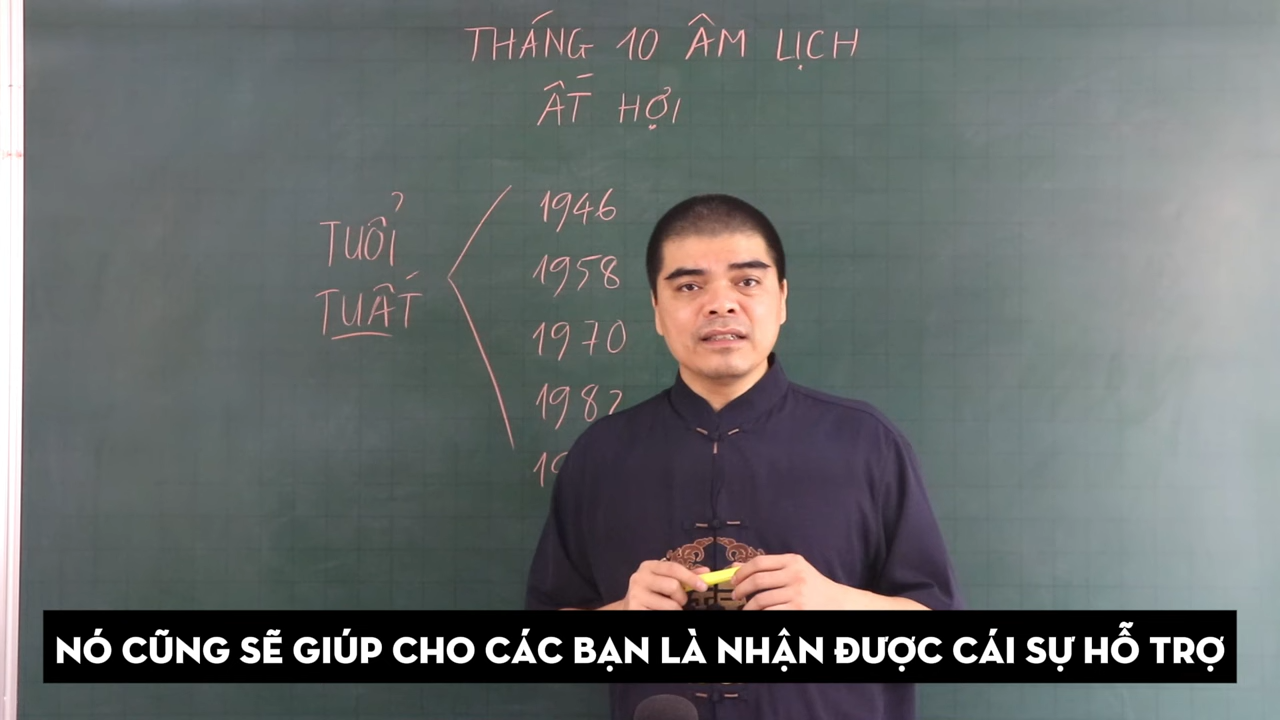 THÁNG 10 ÂM LỊCH
ẤT HỢI
TUỔI
TUẤT
1946
1958
1970
1982
NÓ CŨNG SẼ GIÚP CHO CÁC BẠN LÀ NHẬN ĐƯỢC CÁI SỰ HỖ TRỢ